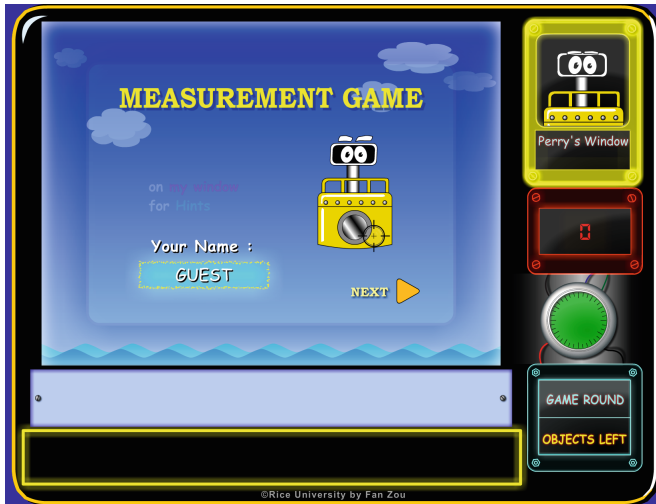 MEASUREMENT GAME
on my window
for Hints
Your Name :
GUEST
NEXT
Perry's Window
0
GAME ROUND
OBJECTS LEFT
©Rice University by Fan Zou